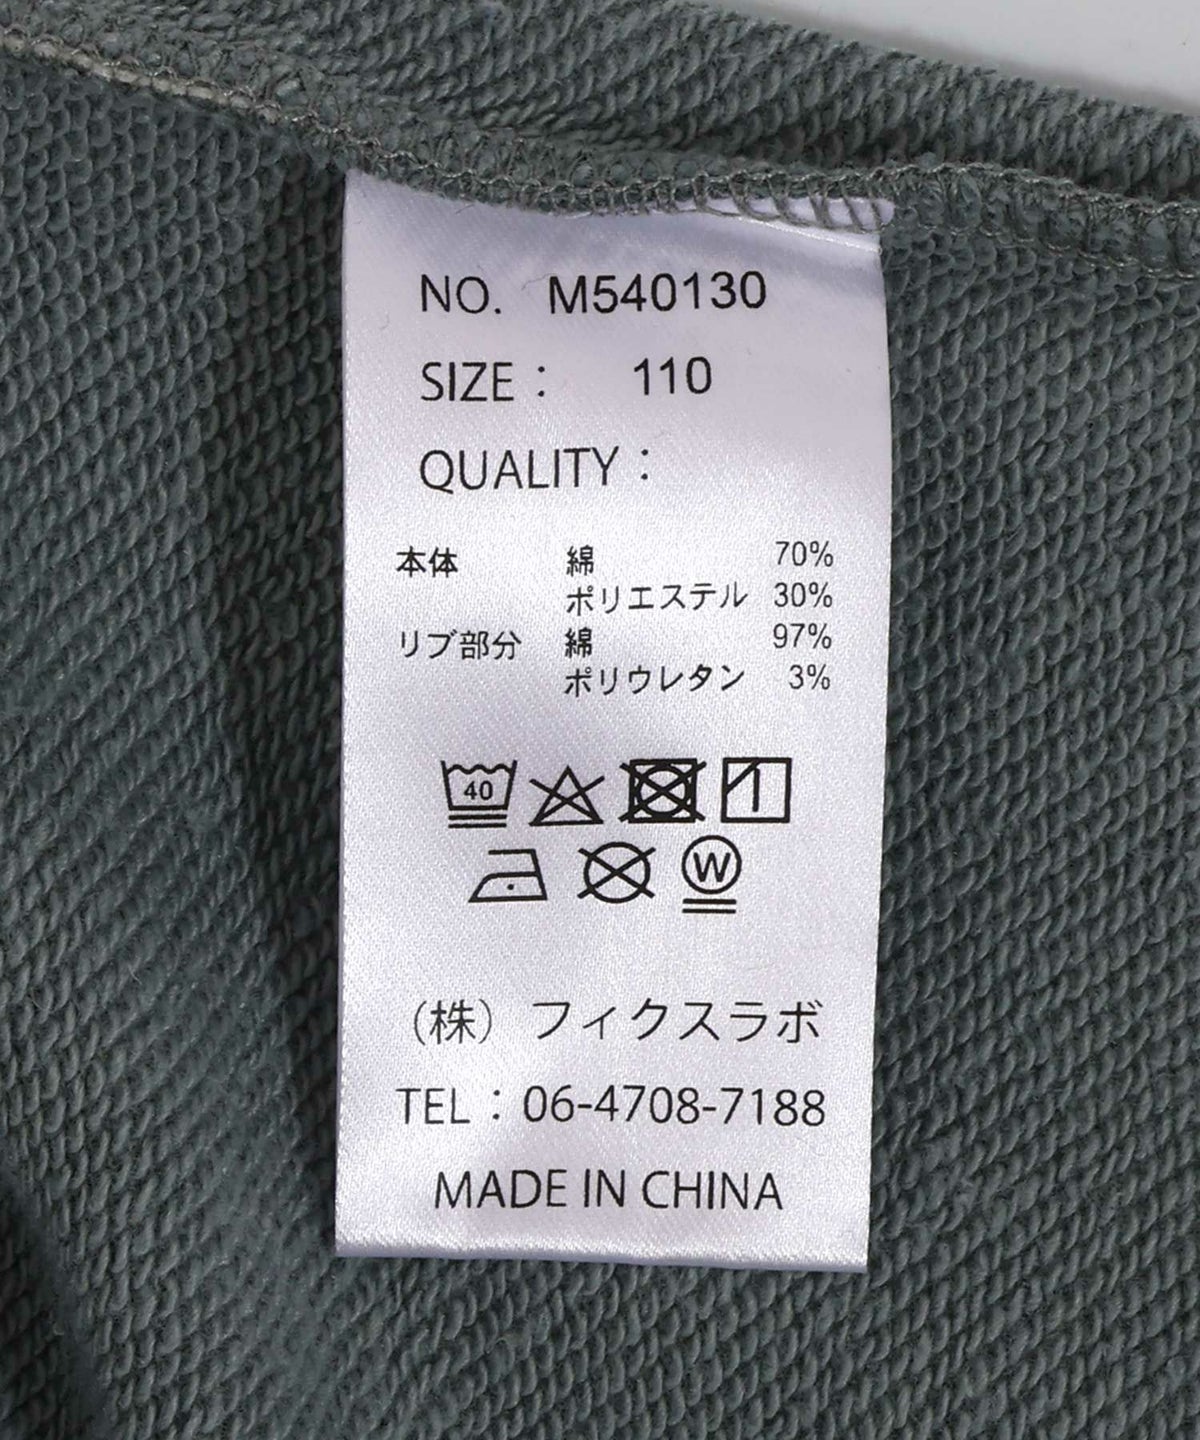 NO. M540130
SIZE： 110
QUALITY：
本体 綿 70%
ポリエステル 30%
リブ部分 綿 97%
ポリウレタン 3%
40
W
（株）フィクスラボ
TEL：06-4708-7188
MADE IN CHINA